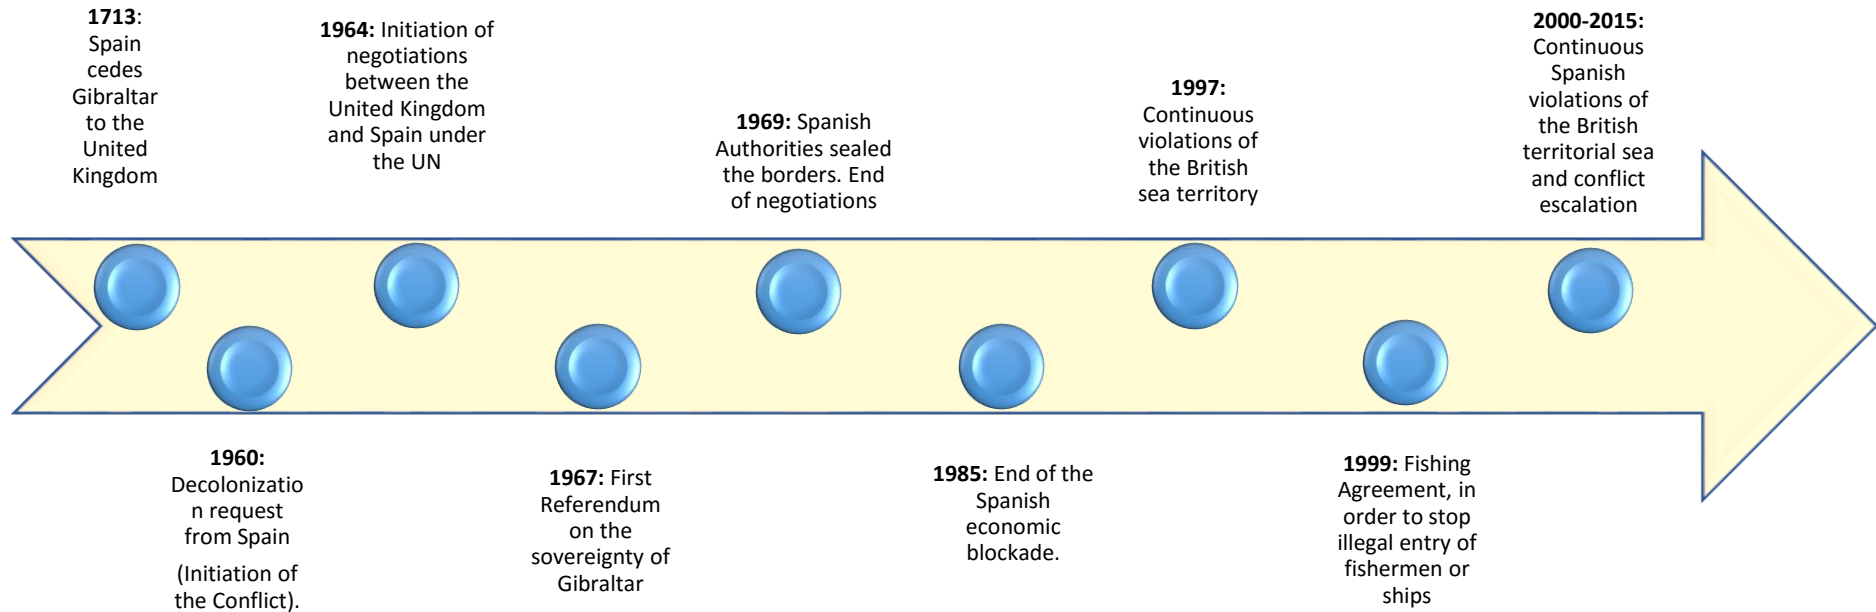 1713:
Spain
cedes
Gibraltar
to the
United
Kingdom
1960:
Decolonizatio
n request
from Spain
(Initiation of
the Conflict).
1964: Initiation of
negotiations
between the
United Kingdom
and Spain under
the UN
1967: First
Referendum
on the
sovereignty of
Gibraltar
1969: Spanish
Authorities sealed
the borders. End
of negotiations
1985: End of the
Spanish
economic
blockade.
1997:
Continuous
violations of
the British
sea territory
1999: Fishing
Agreement, in
order to stop
illegal entry of
fishermen or
ships
2000-2015:
Continuous
Spanish
violations of
the British
territorial sea
and conflict
escalation